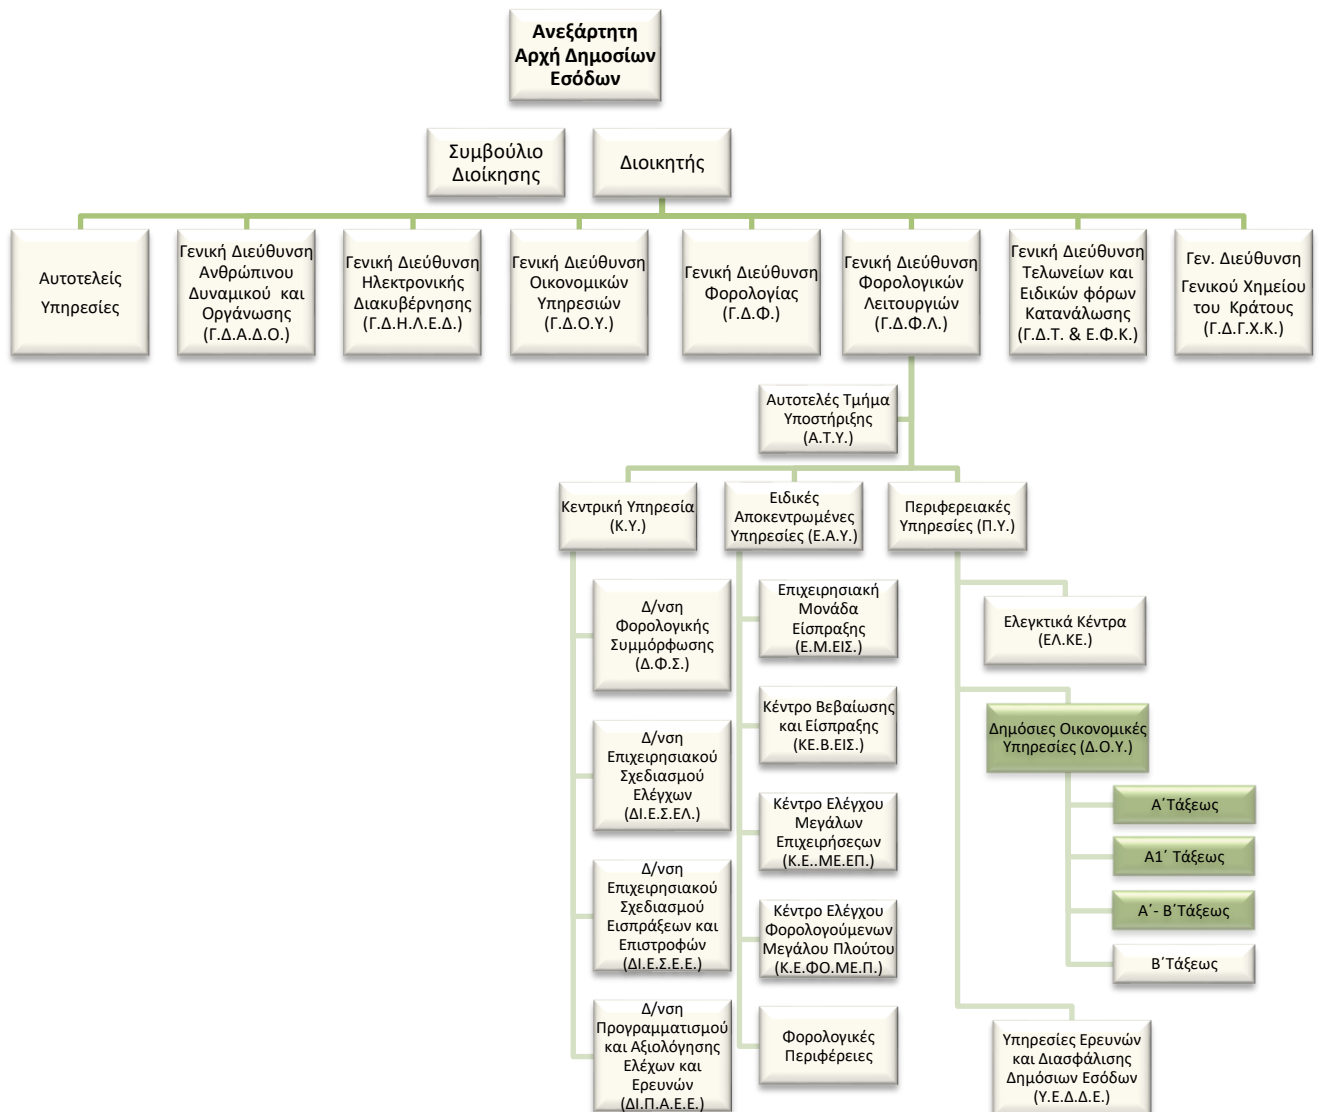 Ανεξάρτητη
Αρχή Δημοσίων
Εσόδων
Συμβούλιο
Διοίκησης
Διοικητής
Αυτοτελείς
Υπηρεσίες
Γενική Διεύθυνση
Ανθρώπινου
Δυναμικού και
Οργάνωσης
(Γ.Δ.Α.Δ.Ο.)
Γενική Διεύθυνση
Ηλεκτρονικής
Διακυβέρνησης
(Γ.Δ.Η.Λ.Ε.Δ.)
Γενική Διεύθυνση
Οικονομικών
Υπηρεσιών
(Γ.Δ.Ο.Υ.)
Γενική Διεύθυνση
Φορολογίας
(Γ.Δ.Φ.)
Γενική Διεύθυνση
Φορολογικών
Λειτουργιών
(Γ.Δ.Φ.Λ.)
Γενική Διεύθυνση
Τελωνείων και
Ειδικών φόρων
Κατανάλωσης
(Γ.Δ.Τ. & Ε.Φ.Κ.)
Γεν. Διεύθυνση
Γενικού Χημείου
του Κράτους
(Γ.Δ.Γ.Χ.Κ.)
Αυτοτελές Τμήμα
Υποστήριξης
(Α.Τ.Υ.)
Κεντρική Υπηρεσία
(Κ.Υ.)
Ειδικές
Αποκεντρωμένες
Υπηρεσίες (Ε.Α.Υ.)
Περιφερειακές
Υπηρεσίες (Π.Υ.)
Δ/νση
Φορολογικής
Συμμόρφωσης
(Δ.Φ.Σ.)
Δ/νση
Επιχειρησιακού
Σχεδιασμού
Ελέγχων
(ΔΙ.Ε.Σ.ΕΛ.)
Δ/νση
Επιχειρησιακού
Σχεδιασμού
Εισπράξεων και
Επιστροφών
(ΔΙ.Ε.Σ.Ε.Ε.)
Δ/νση
Προγραμματισμού
και Αξιολόγησης
Ελέχων και
Ερευνών
(ΔΙ.Π.Α.Ε.Ε.)
Επιχειρησιακή
Μονάδα
Είσπραξης
(Ε.Μ.ΕΙΣ.)
Κέντρο Βεβαίωσης
και Είσπραξης
(ΚΕ.Β.ΕΙΣ.)
Κέντρο Ελέγχου
Μεγάλων
Επιχειρήσεςων
(Κ.Ε..ΜΕ.ΕΠ.)
Κέντρο Ελέγχου
Φορολογούμενων
Μεγάλου Πλούτου
(Κ.Ε.ΦΟ.ΜΕ.Π.)
Φορολογικές
Περιφέρειες
Ελεγκτικά Κέντρα
(ΕΛ.ΚΕ.)
Δημόσιες Οικονομικές
Υπηρεσίες (Δ.Ο.Υ.)
Α΄Τάξεως
Α1΄ Τάξεως
Α΄- Β΄Τάξεως
Β΄Τάξεως
Υπηρεσίες Ερευνών
και Διασφάλισης
Δημόσιων Εσόδων
(Υ.Ε.Δ.Δ.Ε.)